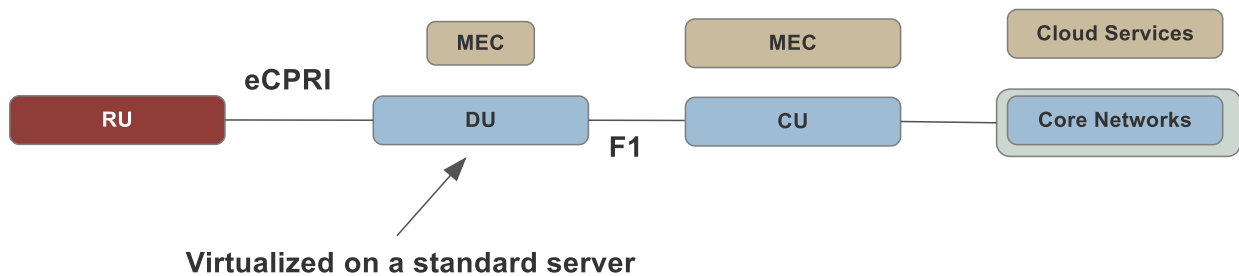 MEC
MEC
Cloud Services
eCPRI
RU
DU
CU
Core Networks
F1
Virtualized on a standard server